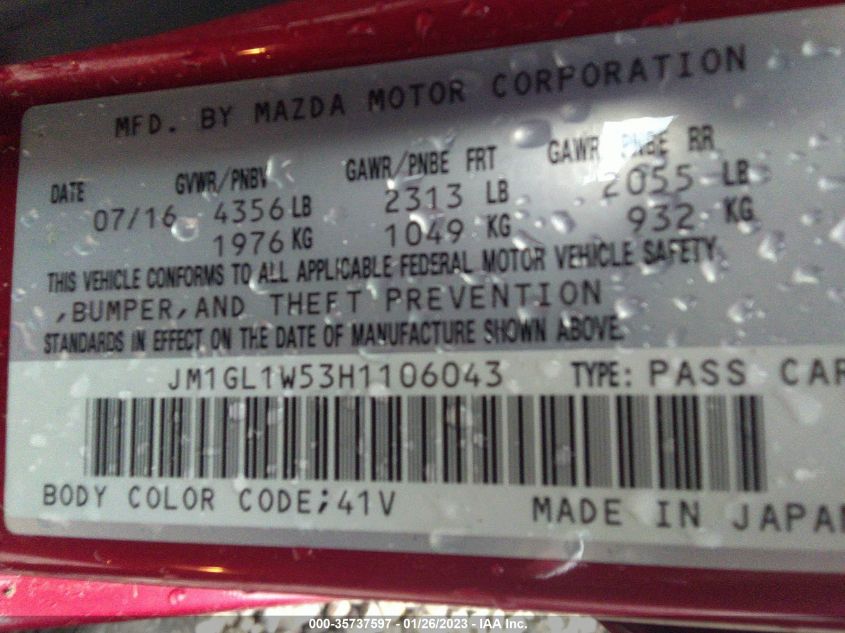 MFD. BY MAZDA MOTOR CORPORATION
DATE GVWR/PNBV GAWR/PNBE FRT GAWR PNBE RR
07/16 4356 LB 2313 LB 2055 LB
1976 KG 1049 KG 932 KG
THIS VEHICLE CONFORMS TO ALL APPLICABLE FEDERAL MOTOR VEHICLE SAFETY
,BUMPER,AND THEFT PREVENTION
STANDARDS IN EFFECT ON THE DATE OF MANUFACTURE SHOWN ABOVE.
JM1GL1W53H1106043 TYPE: PASS CAR
BODY COLOR CODE;41V
MADE IN JAPAN
000-35737597 - 01/26/2023 - IAA Inc.